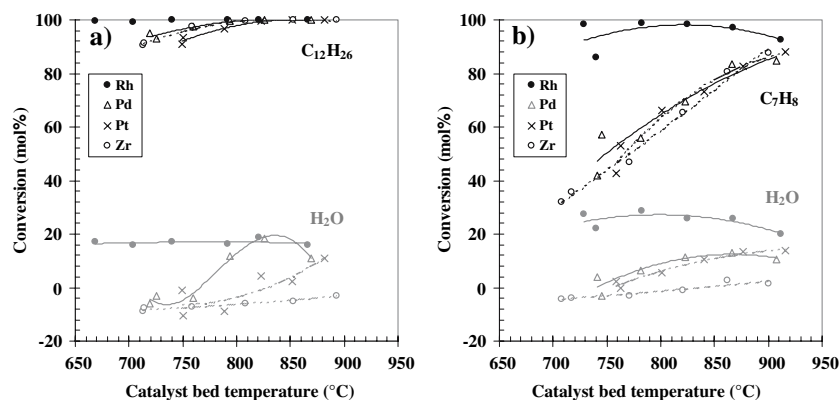 a)
C12H26
Rh
Pd
Pt
Zr
H2O
Conversion (mol%)
100
80
60
40
20
0
-20
650 700 750 800 850 900 950
Catalyst bed temperature (°C)
b)
C7H8
Rh
Pd
Pt
Zr
H2O
Conversion (mol%)
100
80
60
40
20
0
-20
650 700 750 800 850 900 950
Catalyst bed temperature (°C)